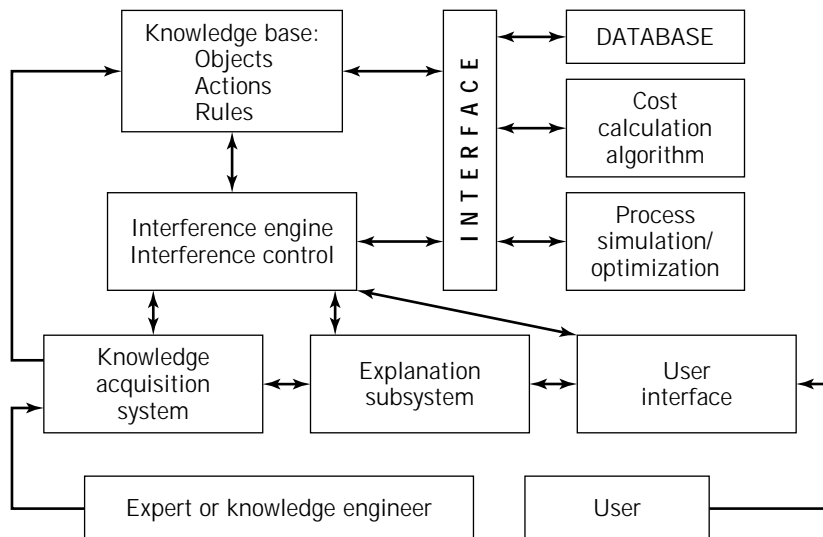 Knowledge base:
Objects
Actions
Rules
INTERFACE
DATABASE
Cost
calculation
algorithm
Interference engine
Interference control
Process
simulation/
optimization
Knowledge
acquisition
system
Explanation
subsystem
User
interface
Expert or knowledge engineer
User